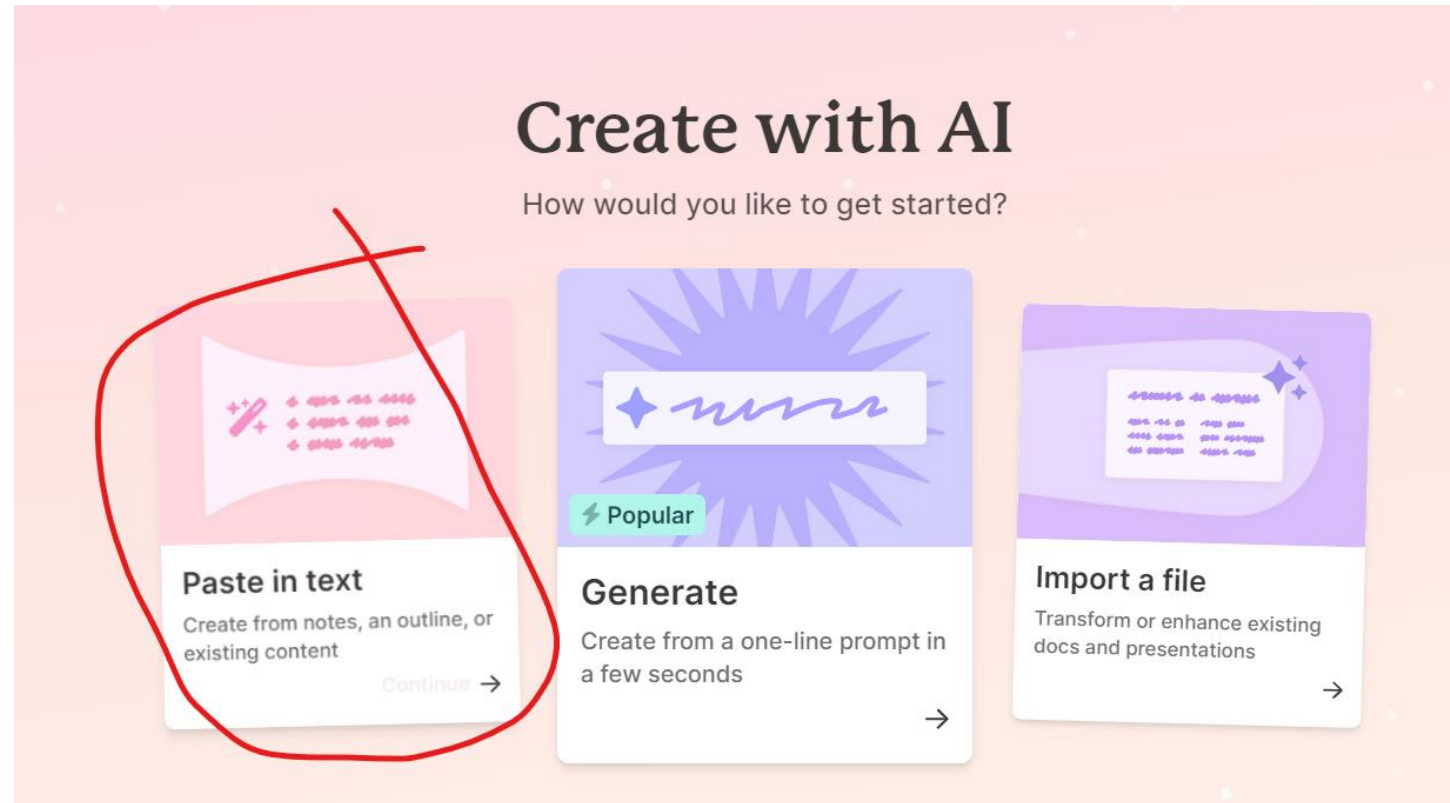 Create with AI
How would you like to get started?
Paste in text
Create from notes, an outline, or
existing content
Continue →
Popular
Generate
Create from a one-line prompt in
a few seconds
→
Import a file
Transform or enhance existing
docs and presentations
→